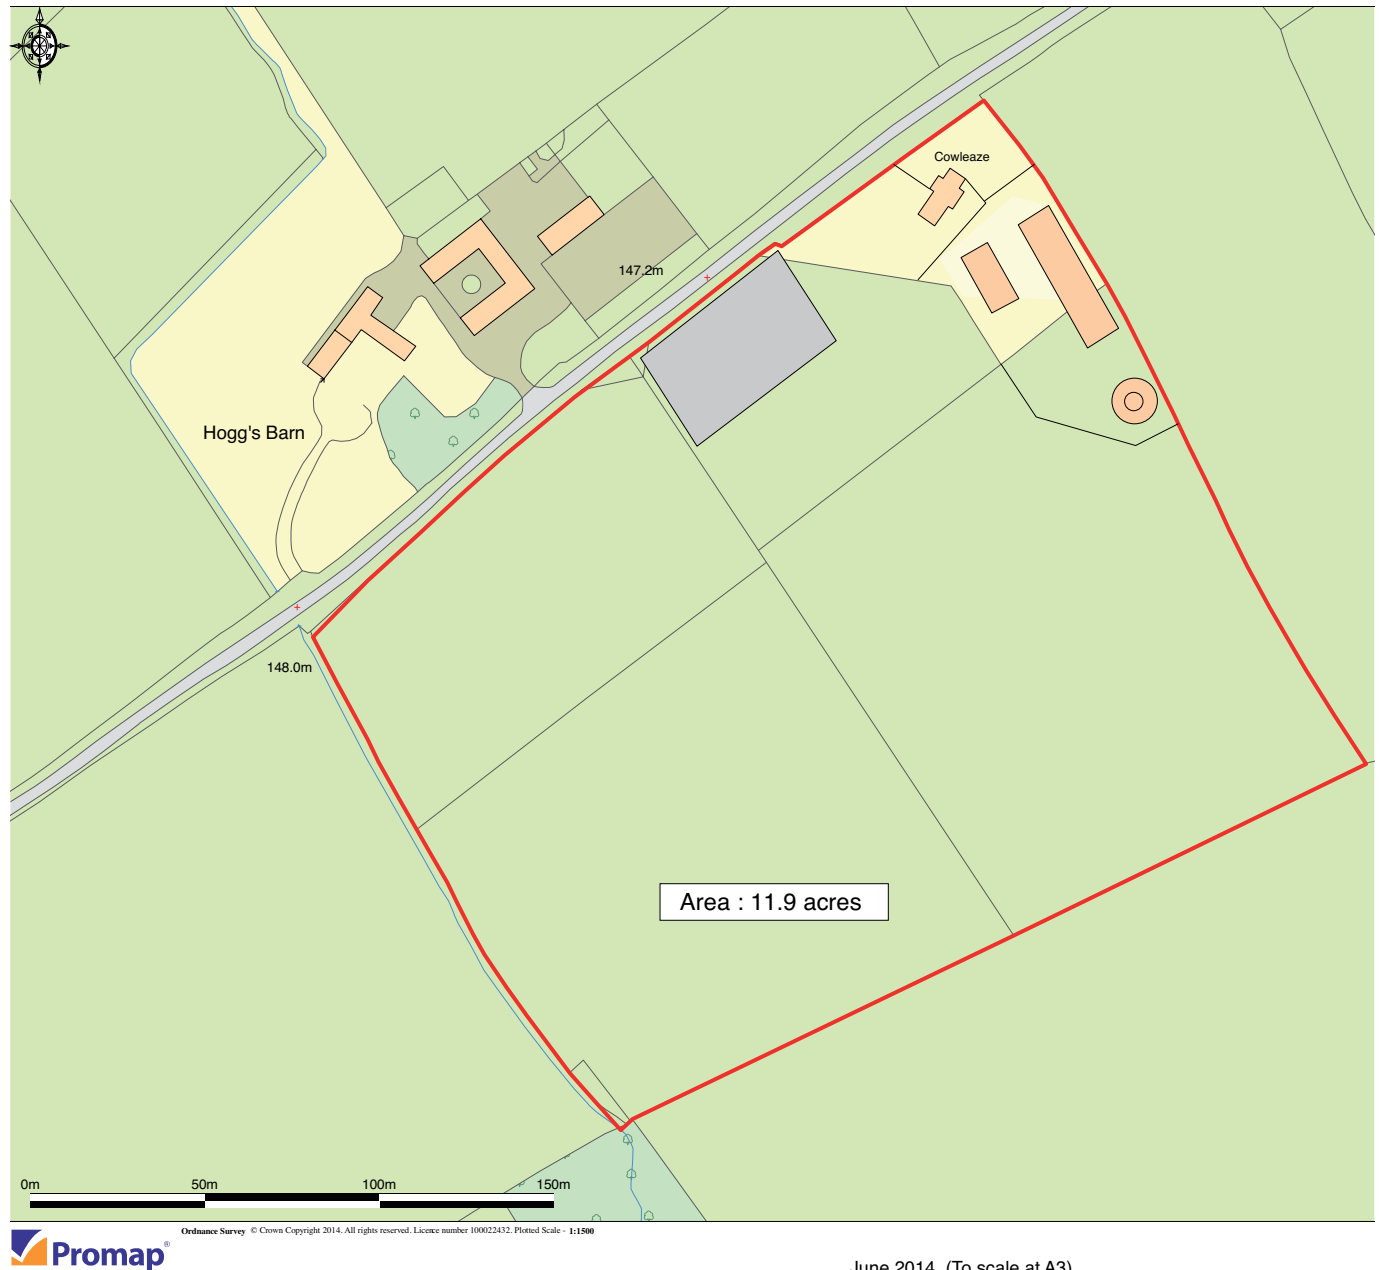 Cowleaze
147.2m
Hogg's Barn
148.0m
Area : 11.9 acres
0m 50m 100m 150m
Ordnance Survey © Crown Copyright 2014. All rights reserved. Licence number 100022432. Plotted Scale - 1:1500
Promap®
June 2014 (To scale at A3)